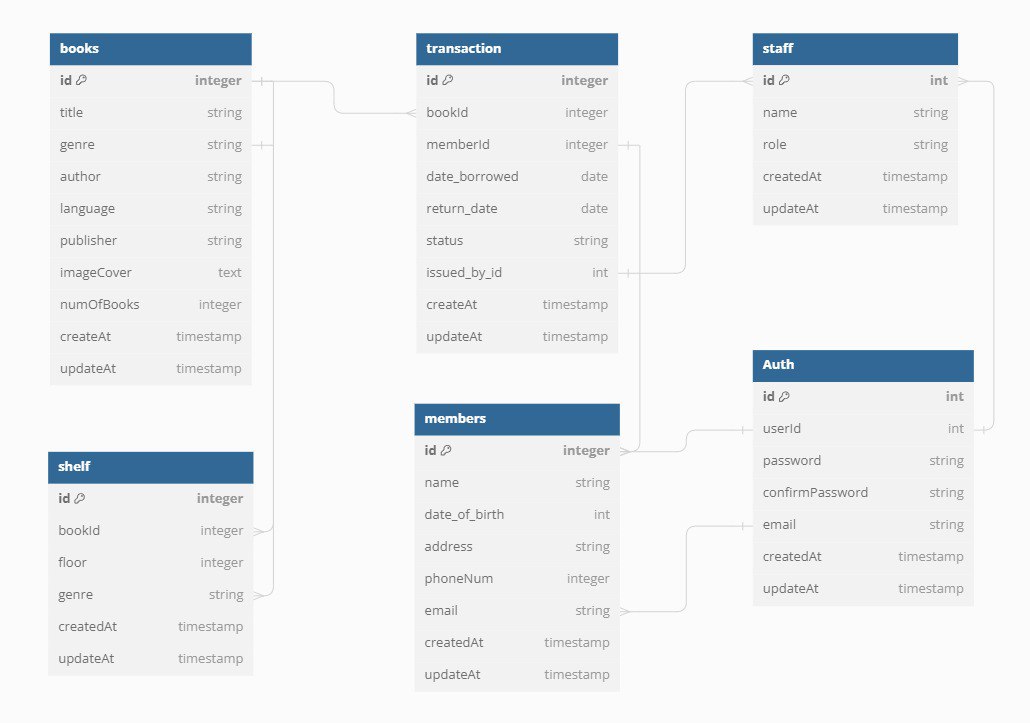 books
id integer
title string
genre string
author string
language string
publisher string
imageCover text
numOfBooks integer
createAt timestamp
updateAt timestamp
shelf
id integer
bookId integer
floor integer
genre string
createdAt timestamp
updateAt timestamp
transaction
id integer
bookId integer
memberId integer
date_borrowed date
return_date date
status string
issued_by_id int
createAt timestamp
updateAt timestamp
members
id integer
name string
date_of_birth int
address string
phoneNum integer
email string
createdAt timestamp
updateAt timestamp
staff
id int
name string
role string
createdAt timestamp
updateAt timestamp
Auth
id int
userId int
password string
confirmPassword string
email string
createdAt timestamp
updateAt timestamp